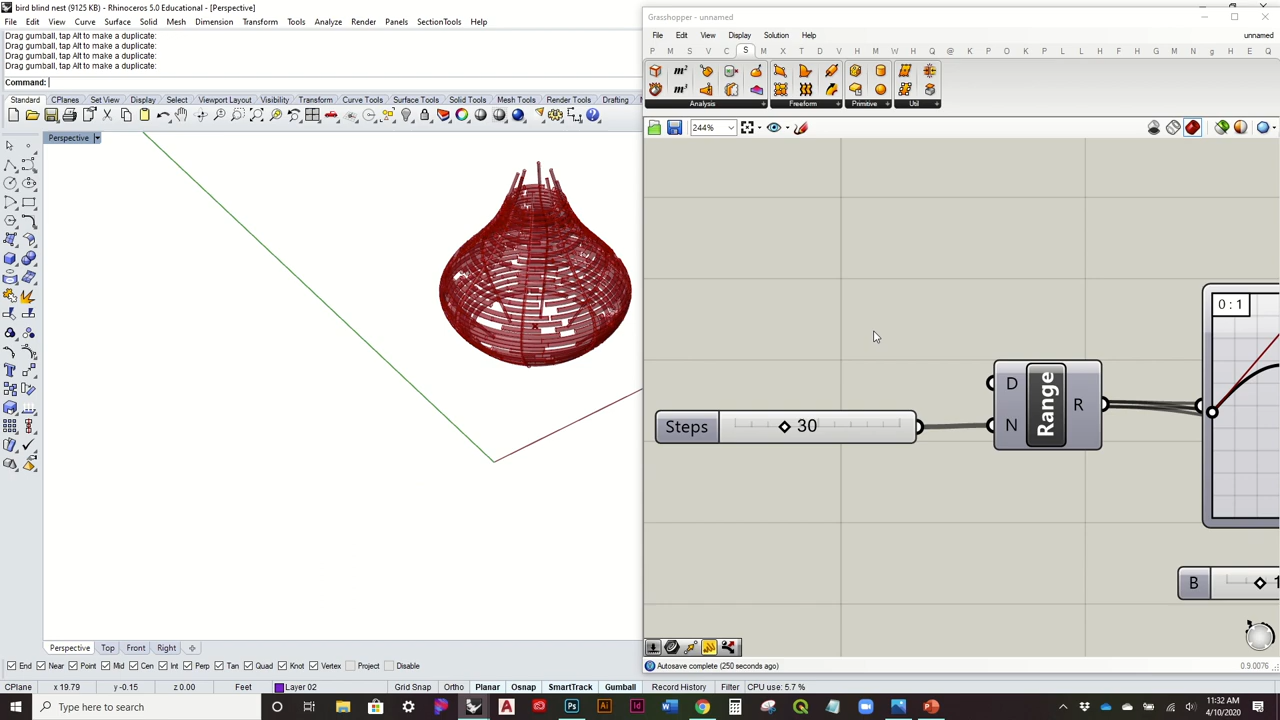 bird blind nest (9125 KB) - Rhinoceros 5.0 Educational - [Perspective]
File Edit View Curve Surface Solid Mesh Dimension Transform Tools Analyze Render Panels SectionTools Help
Drag gumball, tap Alt to make a duplicate:
Drag gumball, tap Alt to make a duplicate:
Drag gumball, tap Alt to make a duplicate:
Drag gumball, tap Alt to make a duplicate:
Command:
Standard CPlanes Set View Display Select Viewport Layout Visibility Transform Curve Tools Surface Tools Solid Tools Mesh Tools Render Tools Drafting
Perspective
Perspective Top Front Right
End Near Point Mid Cen Int Perp Tan Quad Knot Vertex Project Disable
CPlane x 19.79 y -0.15 z 0.00 Feet Layer 02 Grid Snap Ortho Planar Osnap SmartTrack Gumball Record History Filter CPU use: 5.7 %
Grasshopper - unnamed
File Edit View Display Solution Help unnamed
P M S V C S M X T D V M K L H M W H Q @ K P L O K M T L H E M N g H Q
m²
m³
Analysis Freeform Primitive Util
244%
0 : 1
D
N
Range
R
Steps 30
B 1
Autosave complete (250 seconds ago) 0.9.0076
Type here to search
11:32 AM
4/10/2020